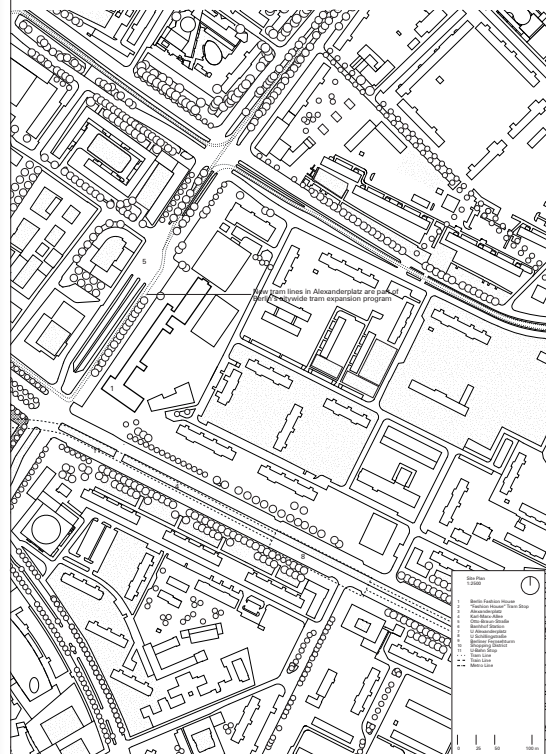 5
New tram lines in Alexanderplatz are part of
Berlin's citywide tram expansion program
1
8
Site Plan
1:2500
1 Berlin Fashion House
2 "Fashion House" Tram Stop
3 Alexanderplatz
4 Karl-Marx-Allee
5 Otto-Braun Straße
6 Bahnhof Station
7 U Alexanderplatz
8 U Schillingstraße
9 Berliner Fernsehturm
10 Shopping District
11 U-Bahn Stop
Tram Line
Train Line
Metro Line
0 25 50 100 m